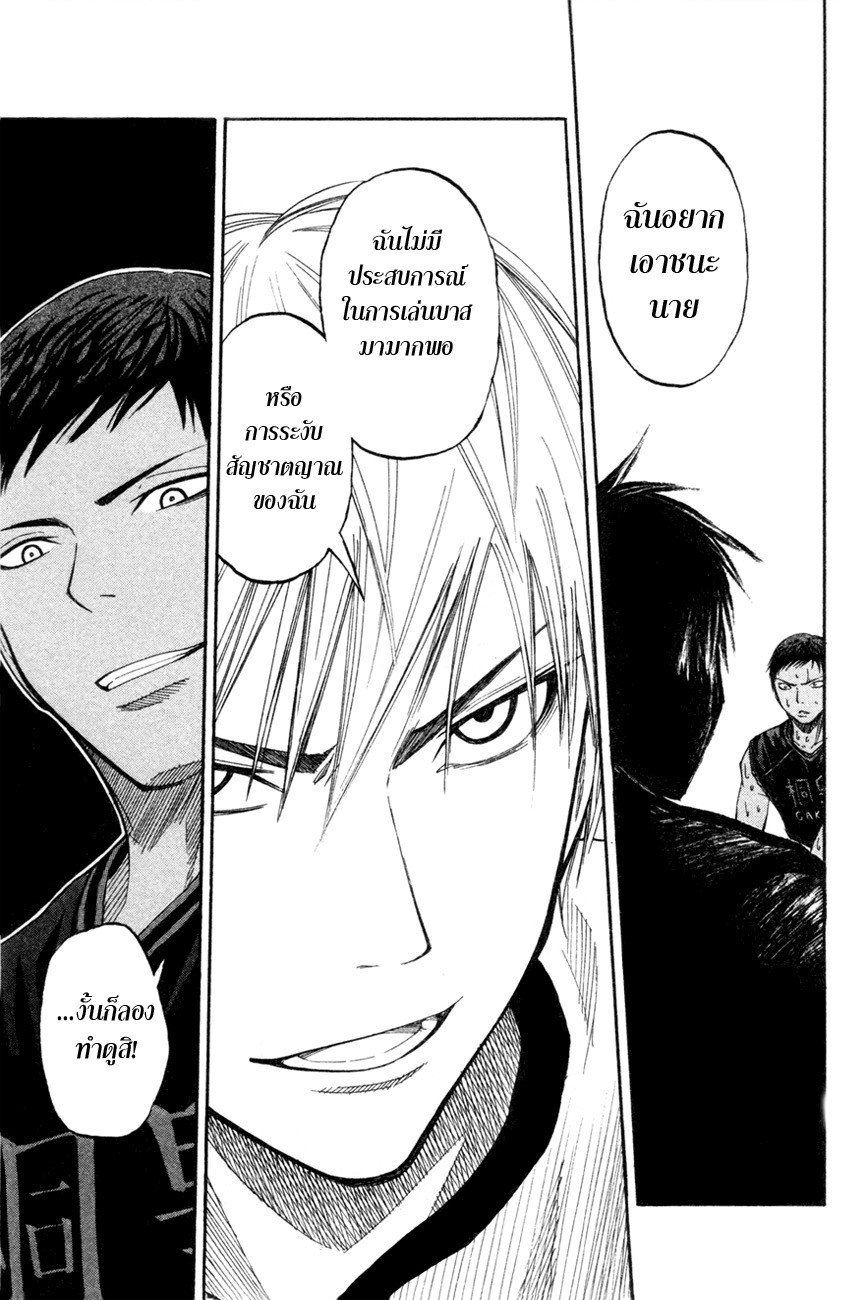 ฉันอยาก
เอาชนะ
นาย
ฉันไม่มี
ประสบการณ์
ในการเล่นบาส
มามากพอ
หรือ
การระงับ
สัญชาตญาณ
ของฉัน
...งั้นก็ลอง
ทำดูสิ!
桐